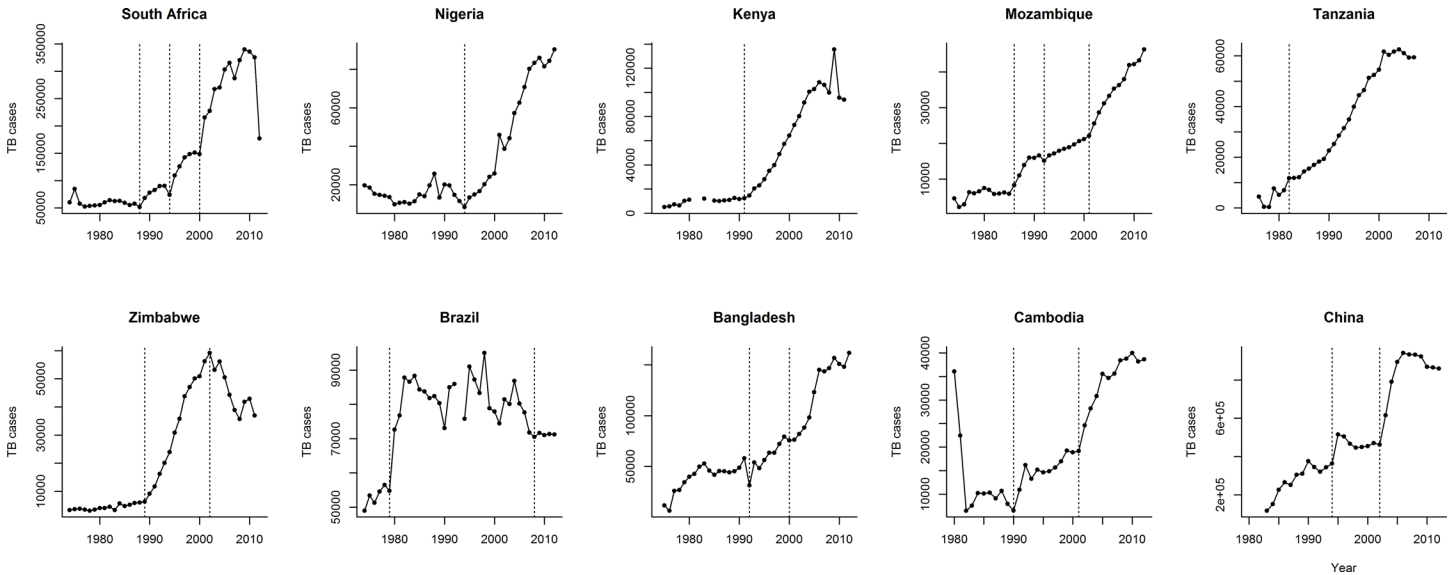 South Africa
TB cases
50000 150000 250000 350000
1980 1990 2000 2010
Nigeria
TB cases
20000 60000
1980 1990 2000 2010
Kenya
TB cases
0 40000 80000 120000
1980 1990 2000 2010
Mozambique
TB cases
10000 30000
1980 1990 2000 2010
Tanzania
TB cases
0 20000 40000 60000
1980 1990 2000 2010
Zimbabwe
TB cases
10000 30000 50000
1980 1990 2000 2010
Brazil
TB cases
50000 70000 90000
1980 1990 2000 2010
Bangladesh
TB cases
50000 100000
1980 1990 2000 2010
Cambodia
TB cases
10000 20000 30000 40000
1980 1990 2000 2010
China
TB cases
2e+05 6e+05
1980 1990 2000 2010
Year